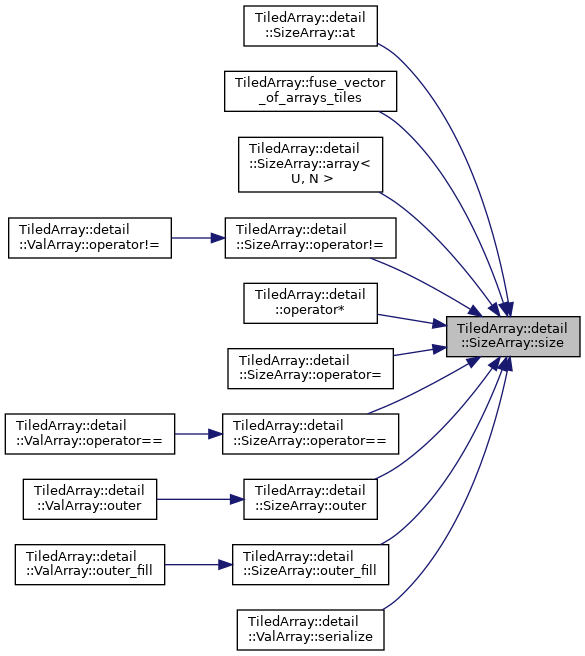 TiledArray::detail
::SizeArray::at
TiledArray::fuse_vector
_of_arrays_tiles
TiledArray::detail
::SizeArray::array<
U, N >
TiledArray::detail
::ValArray::operator!=
TiledArray::detail
::SizeArray::operator!=
TiledArray::detail
::operator*
TiledArray::detail
::SizeArray::size
TiledArray::detail
::SizeArray::operator=
TiledArray::detail
::ValArray::operator==
TiledArray::detail
::SizeArray::operator==
TiledArray::detail
::ValArray::outer
TiledArray::detail
::SizeArray::outer
TiledArray::detail
::ValArray::outer_fill
TiledArray::detail
::SizeArray::outer_fill
TiledArray::detail
::ValArray::serialize